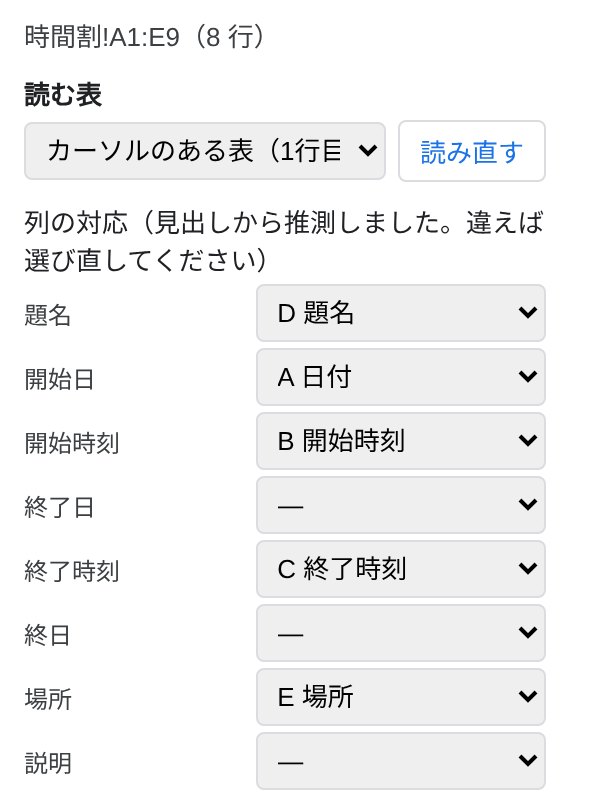 時間割!A1:E9（8 行）
読む表
カーソルのある表（1行目
読み直す
列の対応（見出しから推測しました。違えば
選び直してください）
題名
D 題名
開始日
A 日付
開始時刻
B 開始時刻
終了日
—
終了時刻
C 終了時刻
終日
—
場所
E 場所
説明
—